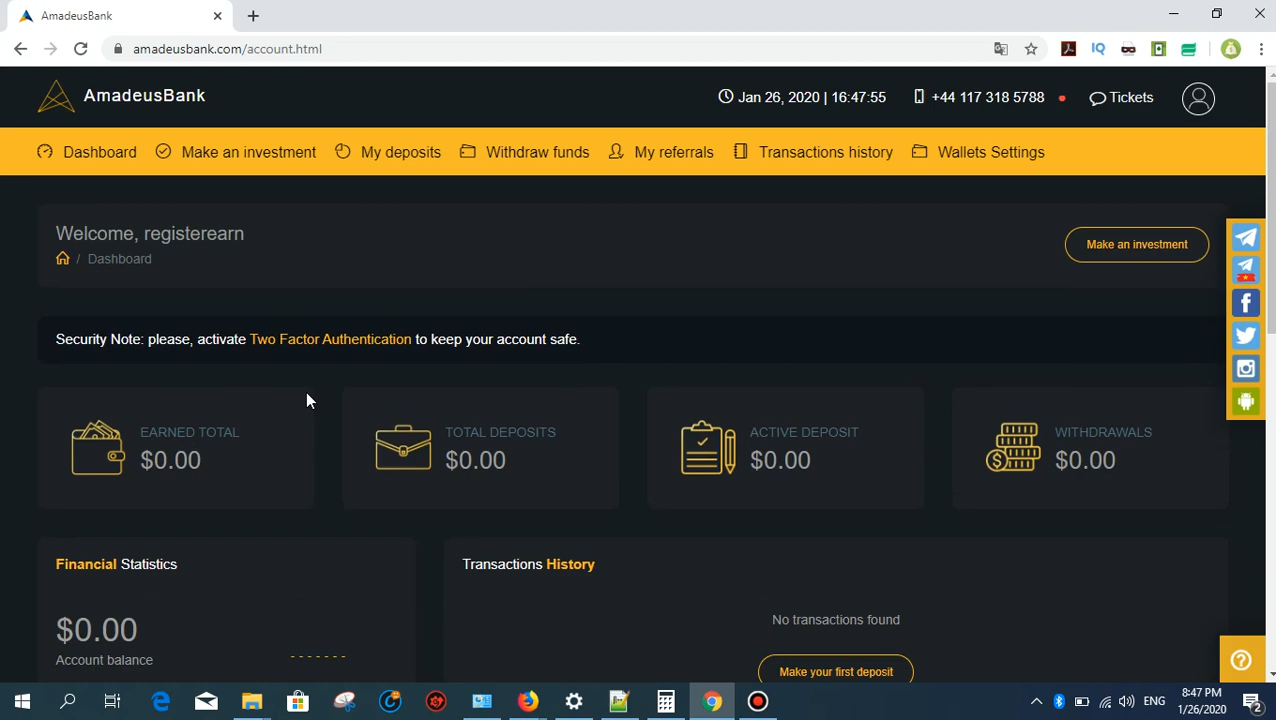 AmadeusBank
amadeusbank.com/account.html
AmadeusBank
Jan 26, 2020 | 16:47:55
+44 117 318 5788
Tickets
Dashboard
Make an investment
My deposits
Withdraw funds
My referrals
Transactions history
Wallets Settings
Welcome, registerearn
/ Dashboard
Make an investment
Security Note: please, activate Two Factor Authentication to keep your account safe.
EARNED TOTAL
$0.00
TOTAL DEPOSITS
$0.00
ACTIVE DEPOSIT
$0.00
WITHDRAWALS
$0.00
Financial Statistics
$0.00
Account balance
Transactions History
No transactions found
Make your first deposit
ENG
8:47 PM
1/26/2020
2